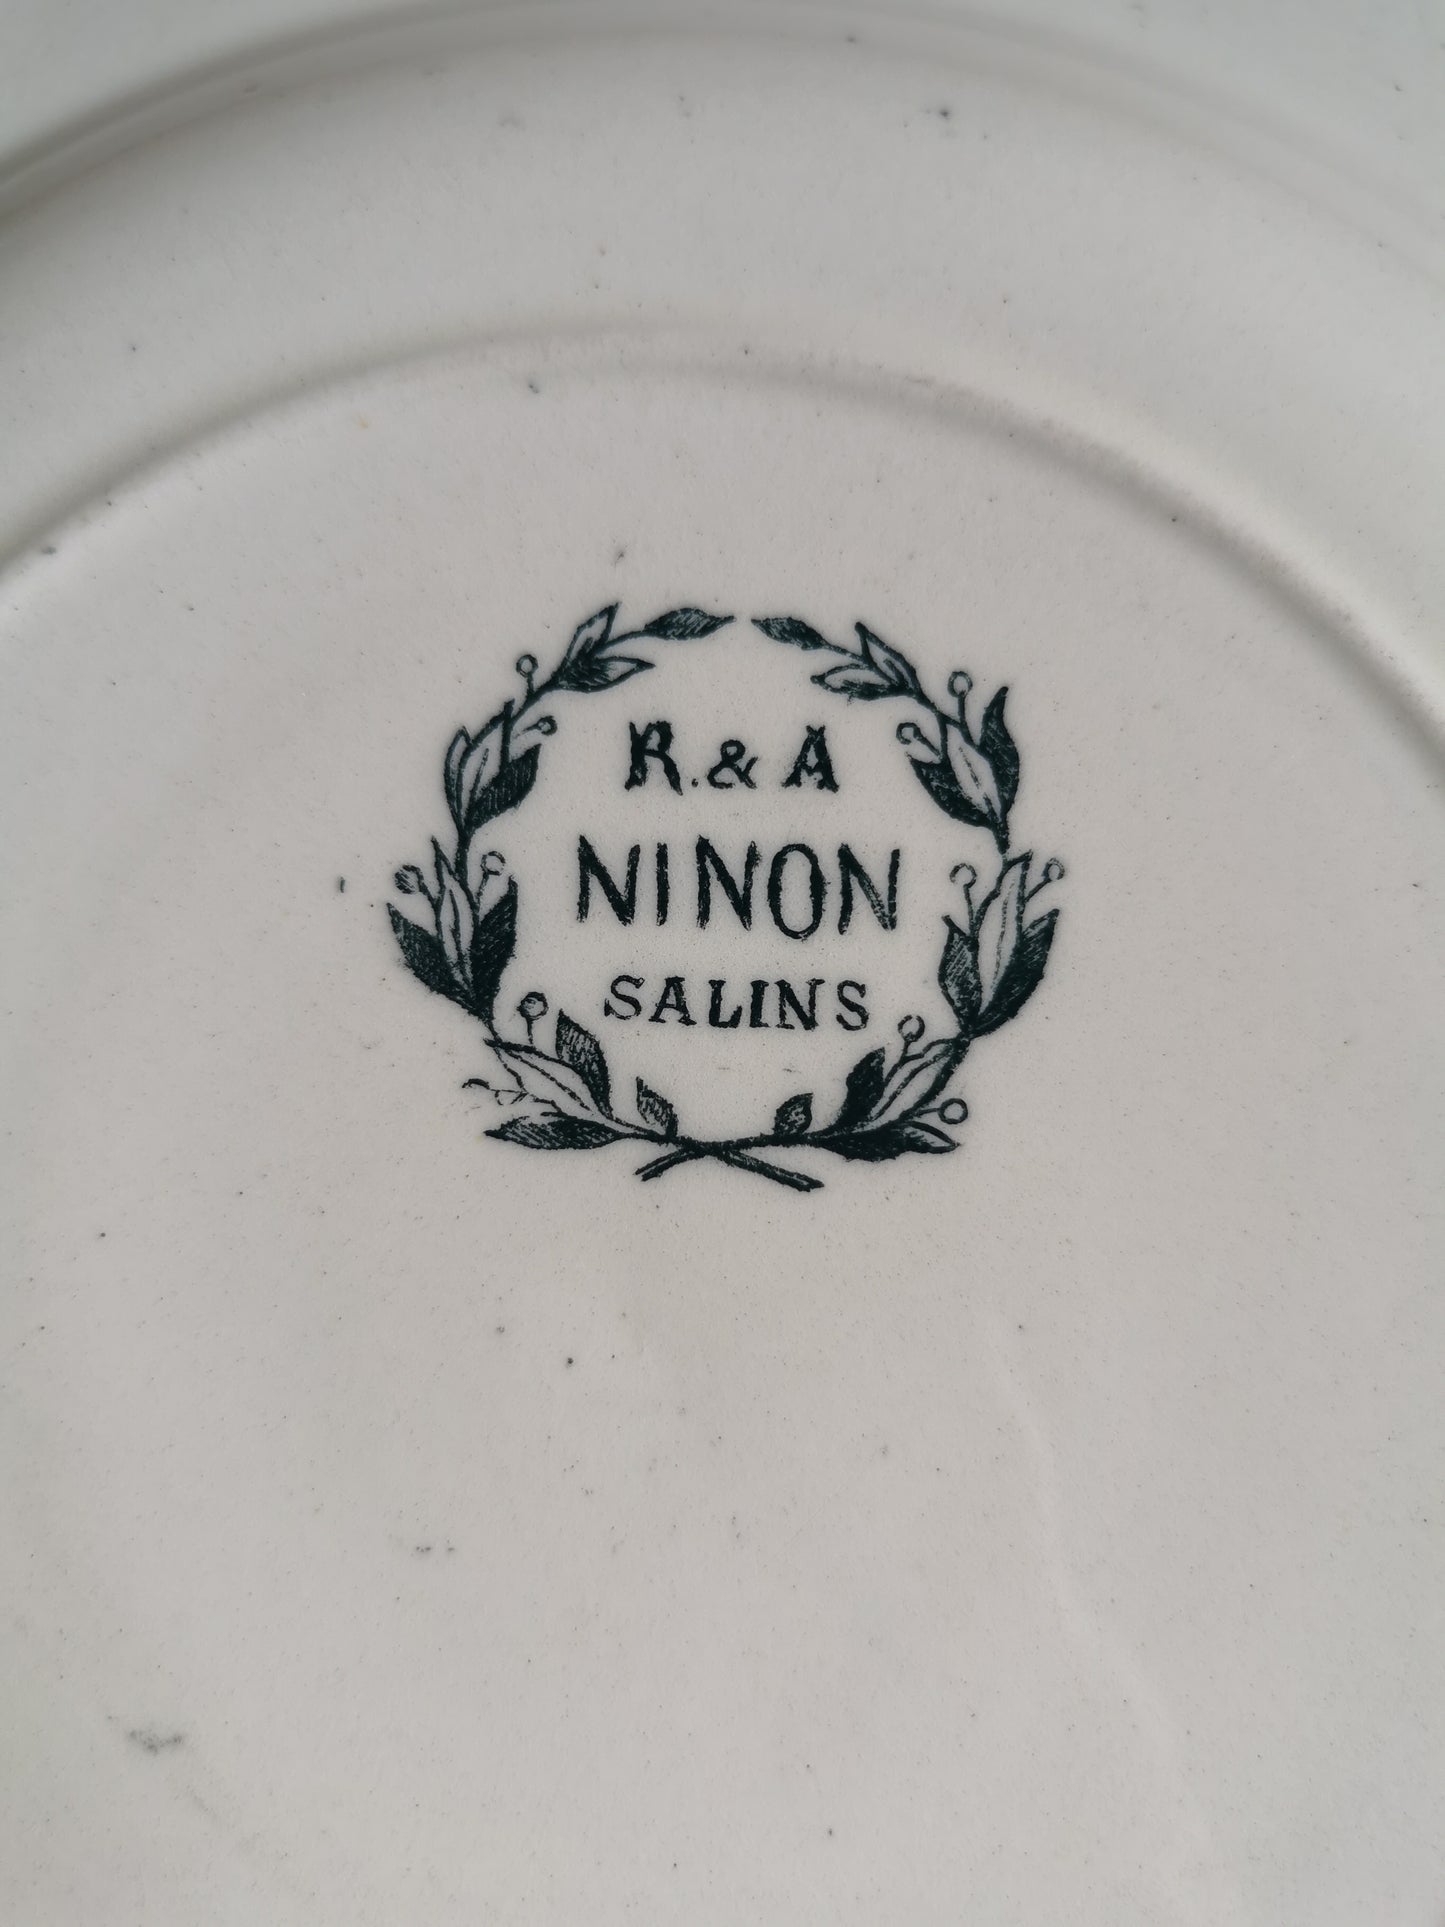 R. & A
NINON
SALINS